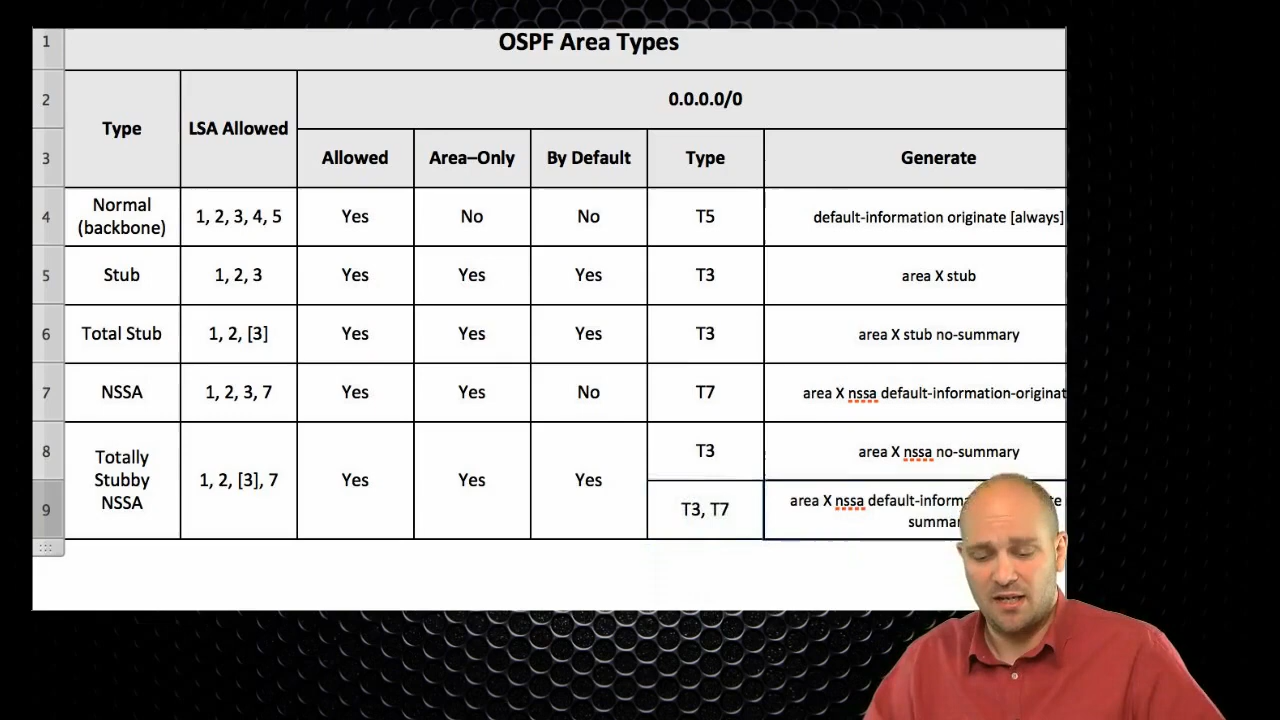 1
OSPF Area Types
2
Type
LSA Allowed
0.0.0.0/0
3
Allowed
Area–Only
By Default
Type
Generate
4
Normal
(backbone)
1, 2, 3, 4, 5
Yes
No
No
T5
default-information originate [always]
5
Stub
1, 2, 3
Yes
Yes
Yes
T3
area X stub
6
Total Stub
1, 2, [3]
Yes
Yes
Yes
T3
area X stub no-summary
7
NSSA
1, 2, 3, 7
Yes
Yes
No
T7
area X nssa default-information-originat
8
Totally
Stubby
NSSA
1, 2, [3], 7
Yes
Yes
Yes
T3
area X nssa no-summary
9
T3, T7
area X nssa